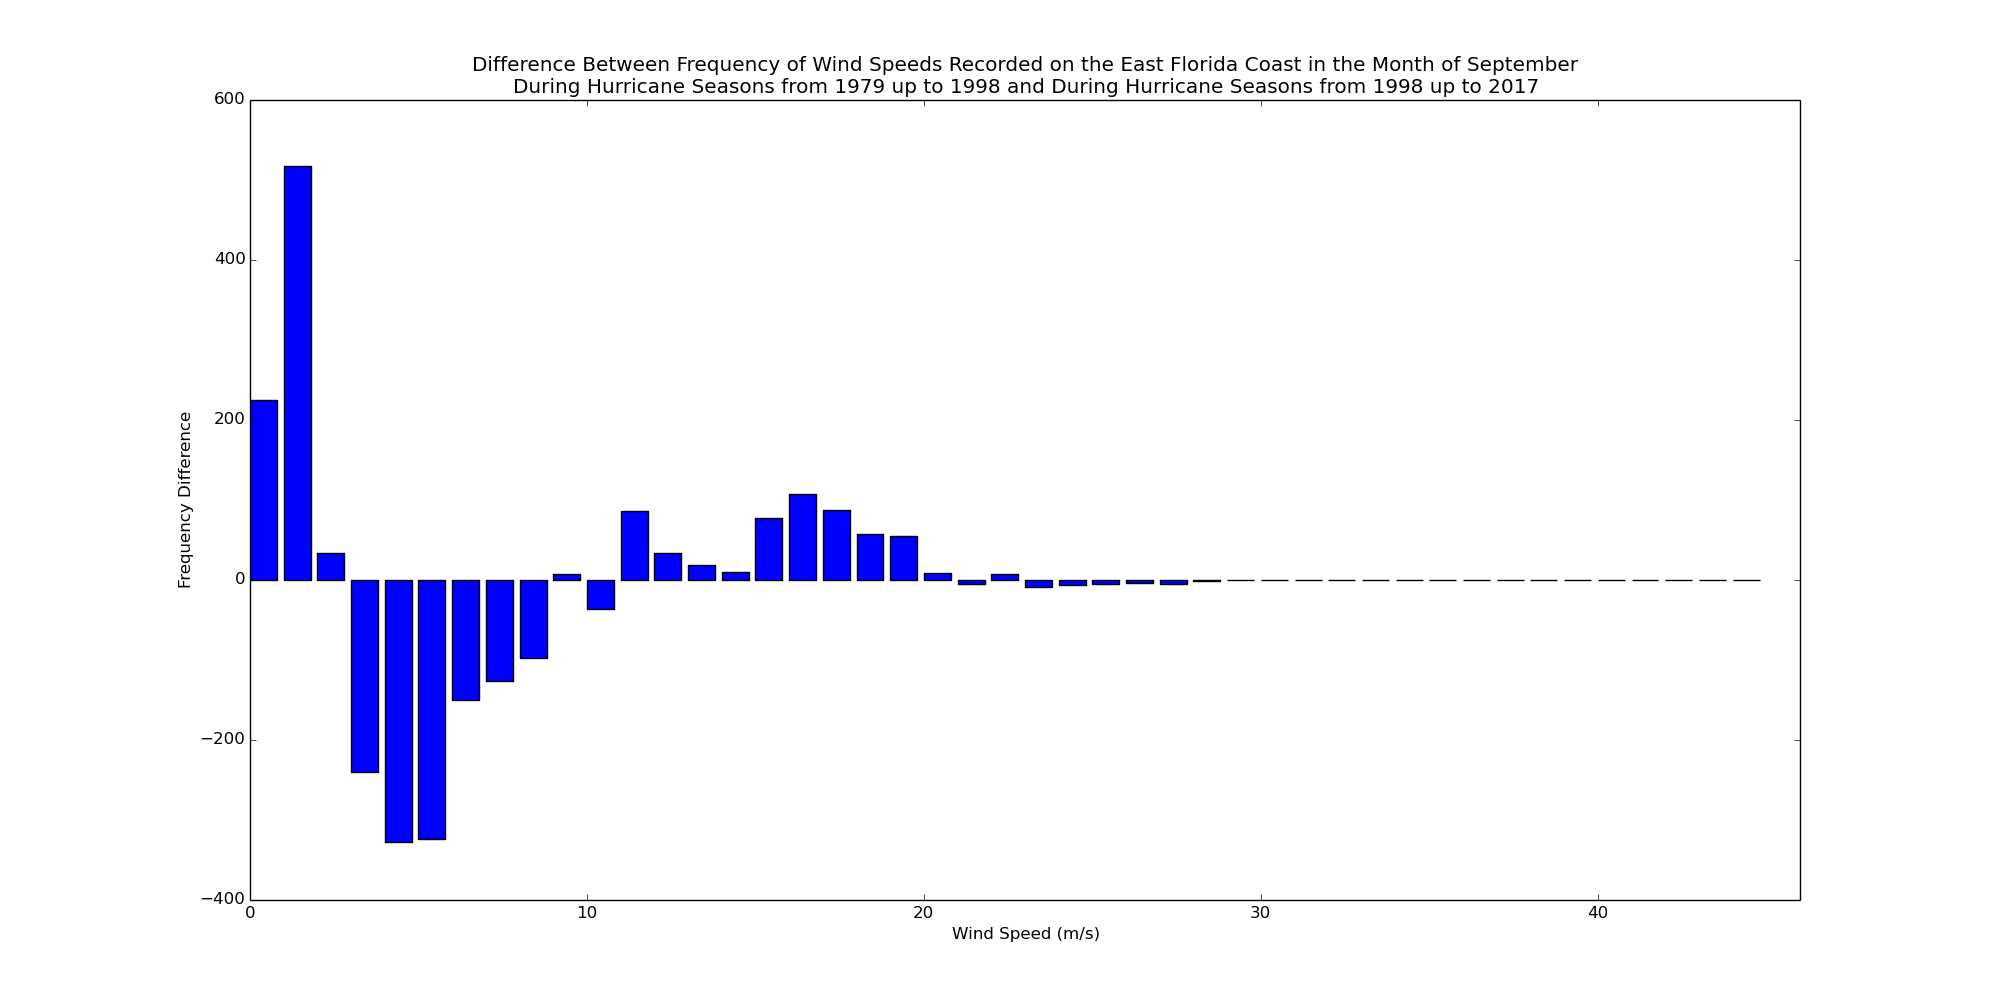 Difference Between Frequency of Wind Speeds Recorded on the East Florida Coast in the Month of September
During Hurricane Seasons from 1979 up to 1998 and During Hurricane Seasons from 1998 up to 2017
600
400
200
0
−200
−400
Frequency Difference
0 10 20 30 40
Wind Speed (m/s)